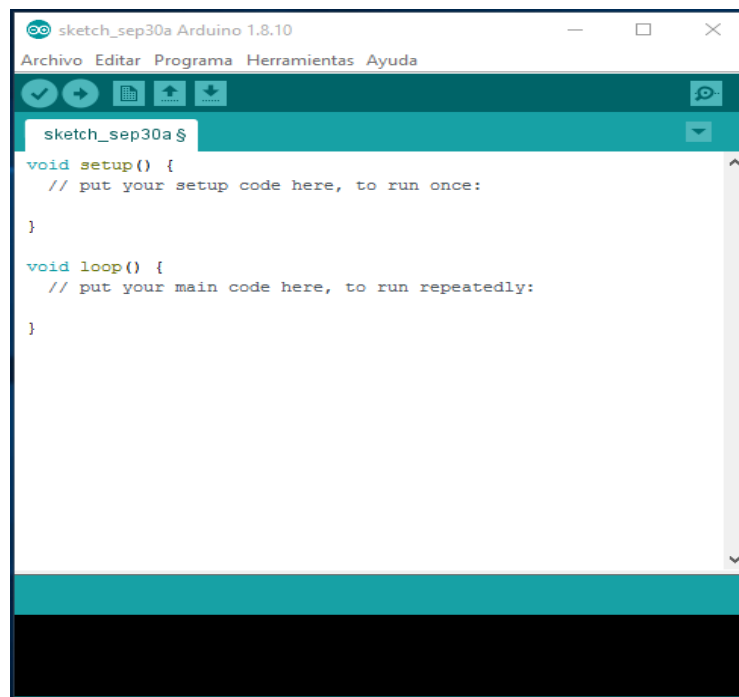 sketch_sep30a Arduino 1.8.10
Archivo Editar Programa Herramientas Ayuda
sketch_sep30a §
void setup() {
  // put your setup code here, to run once:
}
void loop() {
  // put your main code here, to run repeatedly:
}